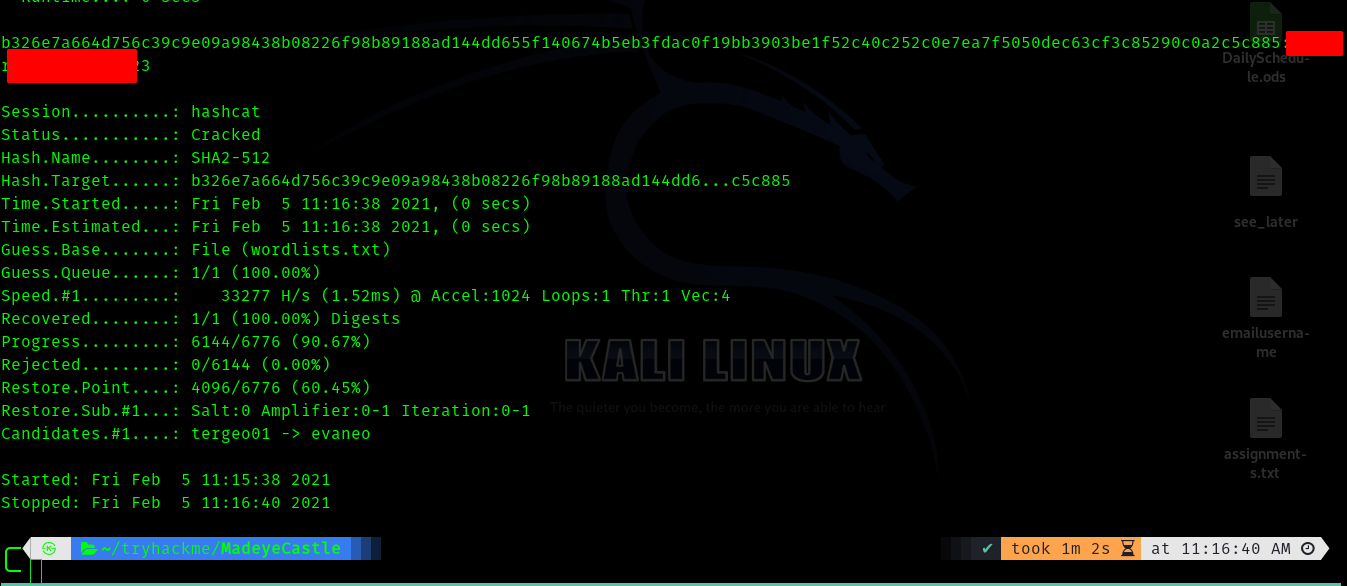 Runtime.... 0 secs
b326e7a664d756c39c9e09a98438b08226f98b89188ad144dd655f140674b5eb3fdac0f19bb3903be1f52c40c252c0e7ea7f5050dec63cf3c85290c0a2c5c885:
r 23
Session..........: hashcat
Status...........: Cracked
Hash.Name........: SHA2-512
Hash.Target......: b326e7a664d756c39c9e09a98438b08226f98b89188ad144dd6...c5c885
Time.Started.....: Fri Feb  5 11:16:38 2021, (0 secs)
Time.Estimated...: Fri Feb  5 11:16:38 2021, (0 secs)
Guess.Base.......: File (wordlists.txt)
Guess.Queue......: 1/1 (100.00%)
Speed.#1.........:    33277 H/s (1.52ms) @ Accel:1024 Loops:1 Thr:1 Vec:4
Recovered........: 1/1 (100.00%) Digests
Progress.........: 6144/6776 (90.67%)
Rejected.........: 0/6144 (0.00%)
Restore.Point....: 4096/6776 (60.45%)
Restore.Sub.#1...: Salt:0 Amplifier:0-1 Iteration:0-1
Candidates.#1....: tergeo01 -> evaneo
Started: Fri Feb  5 11:15:38 2021
Stopped: Fri Feb  5 11:16:40 2021
~/tryhackme/MadeyeCastle ✔ took 1m 2s at 11:16:40 AM
KALI LINUX
The quieter you become, the more you are able to hear.
DailySchedu-
le.ods
see_later
emailuserna-
me
assignment-
s.txt